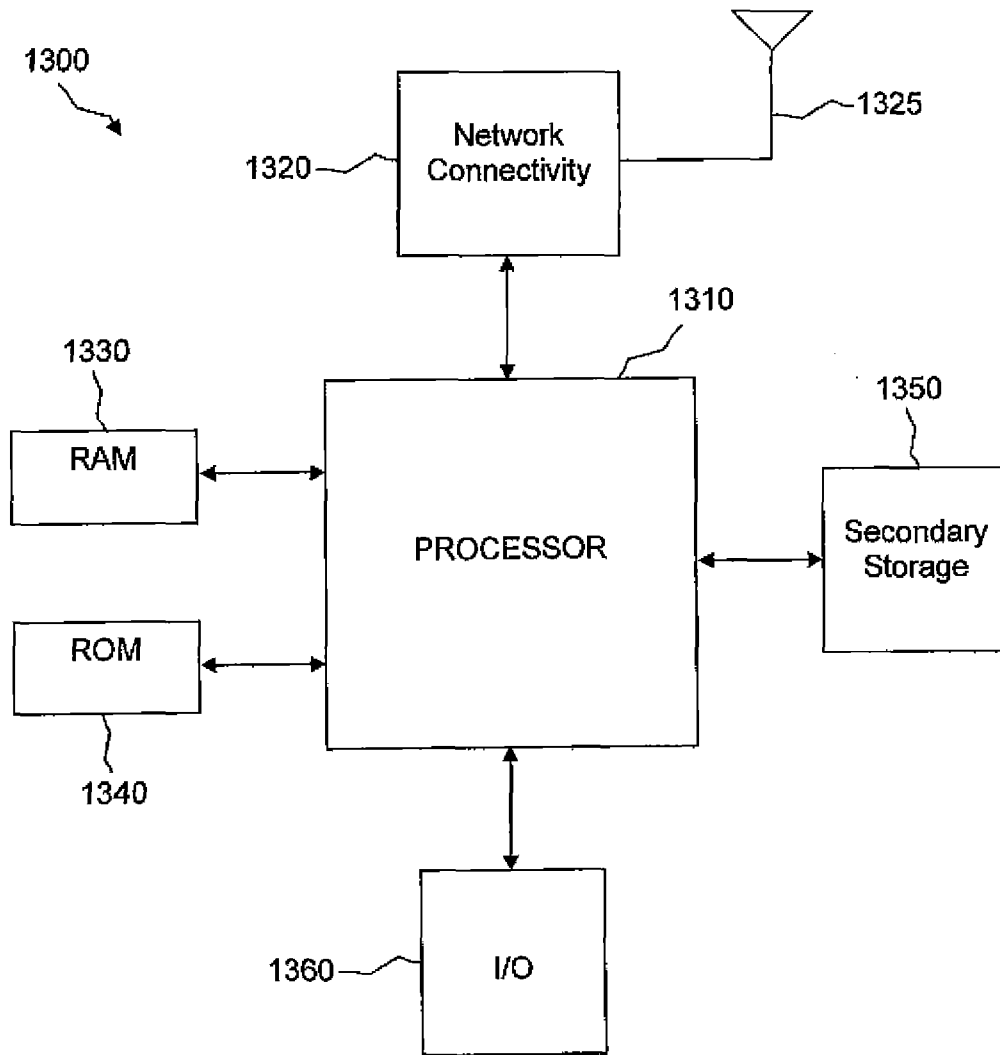 1300
Network
Connectivity
1320
1325
1310
1330
RAM
PROCESSOR
1350
Secondary
Storage
ROM
1340
I/O
1360